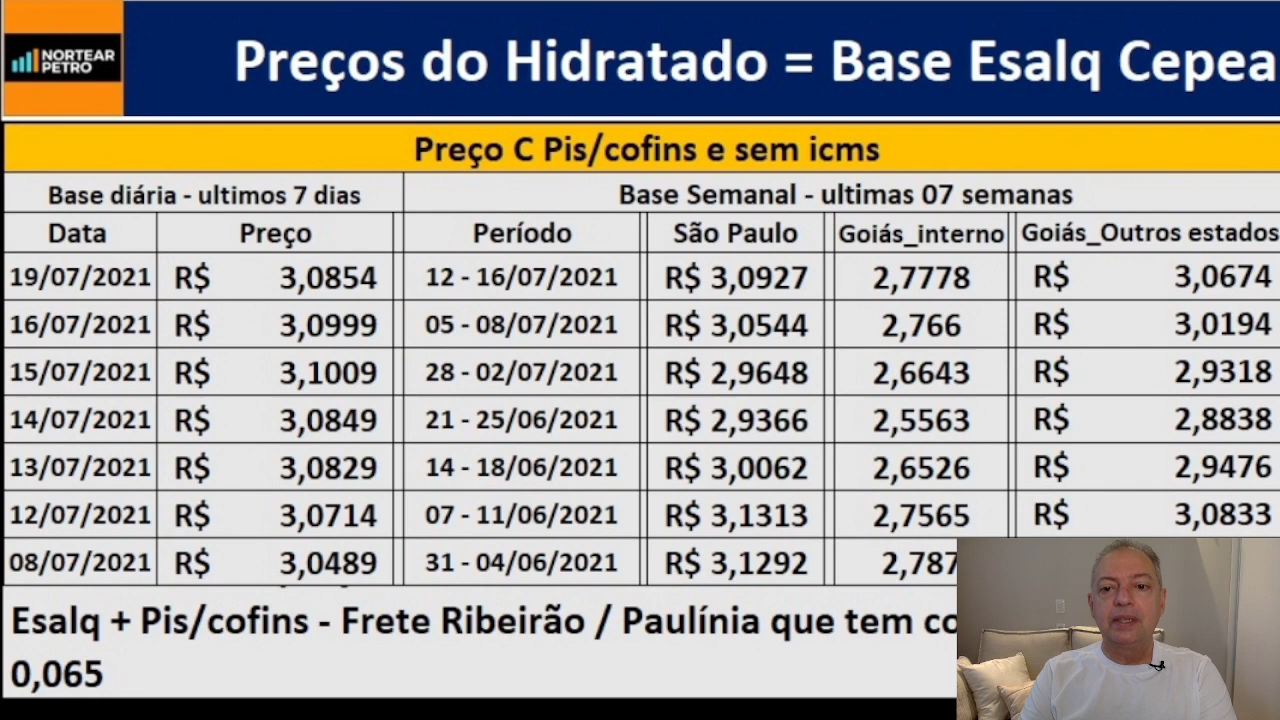 NORTEAR
PETRO
Preços do Hidratado = Base Esalq Cepea
Preço C Pis/cofins e sem icms
Base diária - ultimos 7 dias Base Semanal - ultimas 07 semanas
Data Preço Período São Paulo Goiás_interno Goiás_Outros estados
19/07/2021 R$ 3,0854 12 - 16/07/2021 R$ 3,0927 2,7778 R$ 3,0674
16/07/2021 R$ 3,0999 05 - 08/07/2021 R$ 3,0544 2,766 R$ 3,0194
15/07/2021 R$ 3,1009 28 - 02/07/2021 R$ 2,9648 2,6643 R$ 2,9318
14/07/2021 R$ 3,0849 21 - 25/06/2021 R$ 2,9366 2,5563 R$ 2,8838
13/07/2021 R$ 3,0829 14 - 18/06/2021 R$ 3,0062 2,6526 R$ 2,9476
12/07/2021 R$ 3,0714 07 - 11/06/2021 R$ 3,1313 2,7565 R$ 3,0833
08/07/2021 R$ 3,0489 31 - 04/06/2021 R$ 3,1292 2,787
Esalq + Pis/cofins - Frete Ribeirão / Paulínia que tem co
0,065